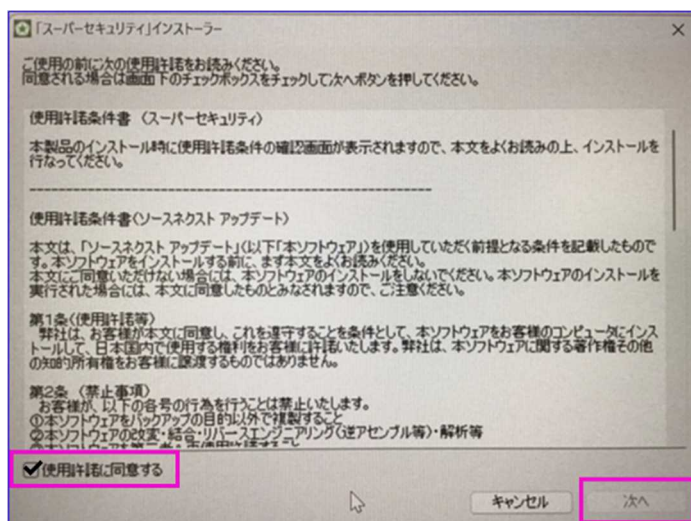 「スーパーセキュリティ」インストーラー
ご使用の前に次の使用許諾をお読みください。
同意される場合は画面下のチェックボックスをチェックして次へボタンを押してください。
使用許諾条件書 （スーパーセキュリティ）
本製品のインストール時に使用許諾条件の確認画面が表示されますので、本文をよくお読みの上、インストールを
行なってください。
------------------------------------------------------------
使用許諾条件書（ソースネクスト アップデート）
本文は、「ソースネクスト アップデート」（以下「本ソフトウェア」）を使用していただく前提となる条件を記載したもので
す。本ソフトウェアをインストールする前に、まず本文をよくお読みください。
本文にご同意いただけない場合には、本ソフトウェアのインストールをしないでください。本ソフトウェアのインストールを
実行された場合には、本文に同意したものとみなされますので、ご注意ください。
第1条（使用許諾等）
弊社は、お客様が本文に同意し、これを遵守することを条件として、本ソフトウェアをお客様のコンピュータにインス
トールして、日本国内で使用する権利をお客様に許諾いたします。弊社は、本ソフトウェアに関する著作権その他
の知的所有権をお客様に譲渡するものではありません。
第2条 （禁止事項）
お客様が、以下の各号の行為を行うことは禁止いたします。
①本ソフトウェアをバックアップの目的以外で複製すること
②本ソフトウェアの改変・結合・リバースエンジニアリング（逆アセンブル等）・解析等
使用許諾に同意する
キャンセル
次へ